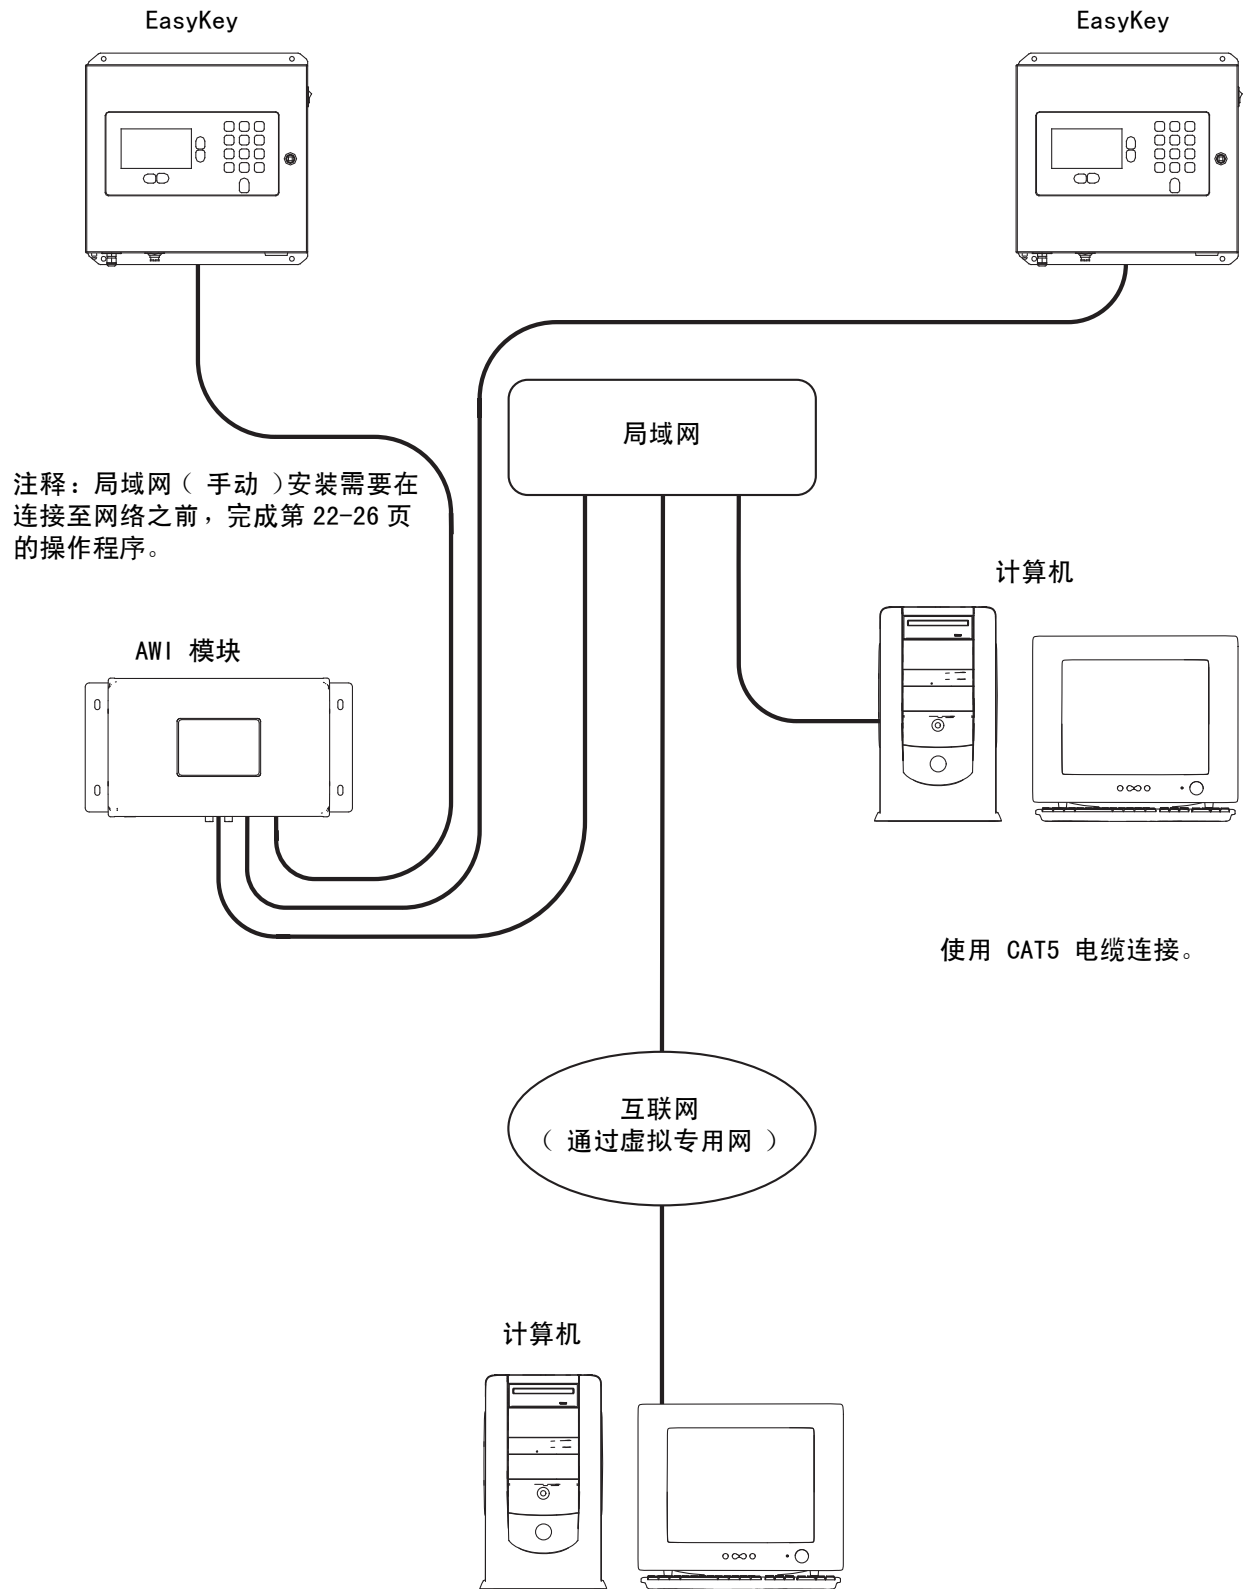 EasyKey
EasyKey
局域网
注释：局域网（ 手动 ）安装需要在
连接至网络之前，完成第 22-26 页
的操作程序。
计算机
AWI 模块
使用 CAT5 电缆连接。
互联网
（ 通过虚拟专用网 ）
计算机